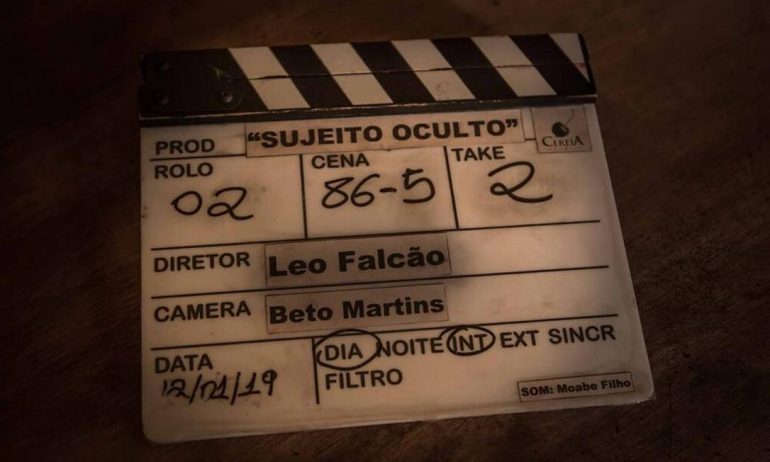 PROD "SUJEITO OCULTO" CEREJA
ROLO CENA TAKE
02 86-5 2
DIRETOR Leo Falcão
CAMERA Beto Martins
DATA DIA NOITE INT EXT SINCR
12/01/19 FILTRO
SOM: Moabe Filho